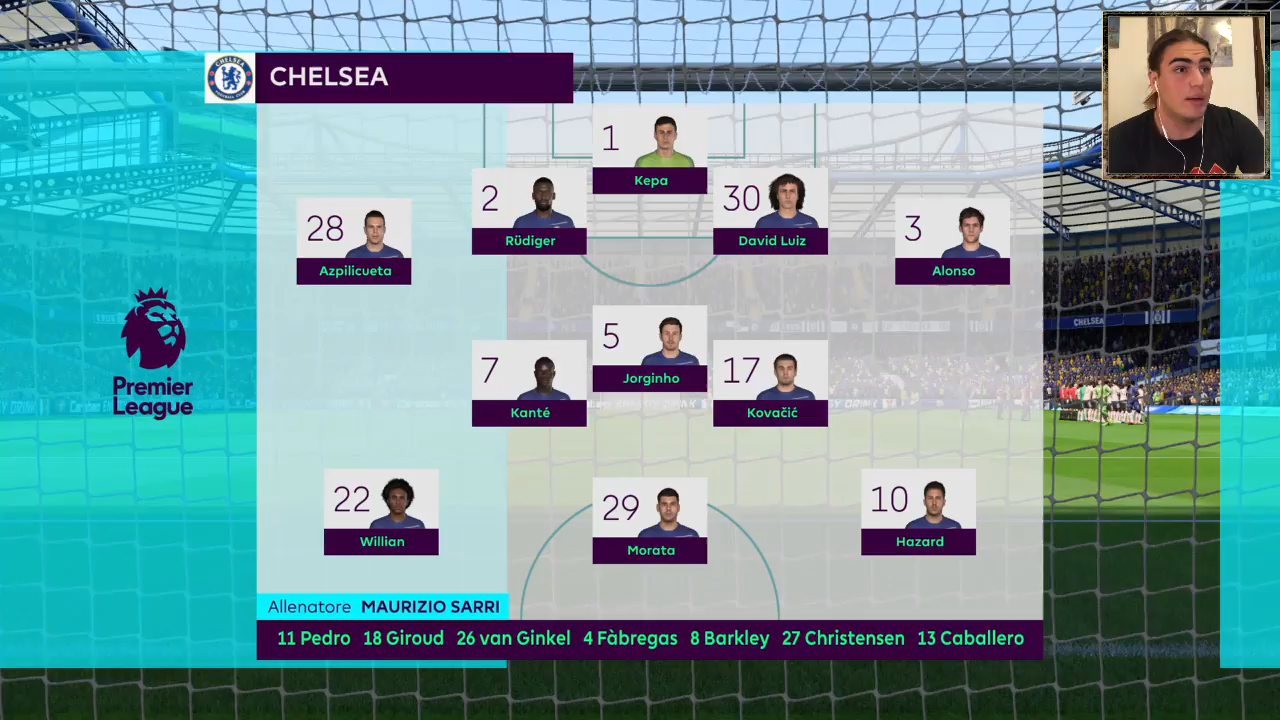 CHELSEA
1
Kepa
2
Rüdiger
30
David Luiz
28
Azpilicueta
3
Alonso
5
Jorginho
7
Kanté
17
Kovačić
22
Willian
29
Morata
10
Hazard
Premier
League
CHELSEA
Allenatore MAURIZIO SARRI
11 Pedro 18 Giroud 26 van Ginkel 4 Fàbregas 8 Barkley 27 Christensen 13 Caballero